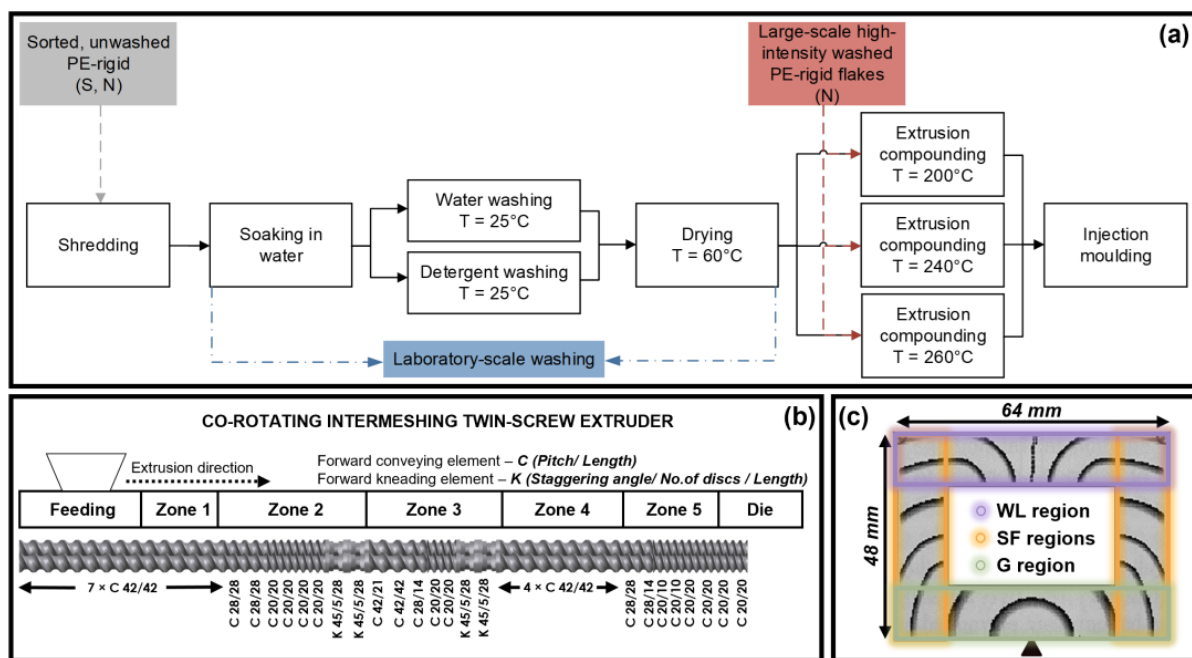 (a)
Sorted, unwashed
PE-rigid
(S, N)
Large-scale high-
intensity washed
PE-rigid flakes
(N)
Shredding
Soaking in
water
Water washing
T = 25°C
Detergent washing
T = 25°C
Drying
T = 60°C
Extrusion
compounding
T = 200°C
Extrusion
compounding
T = 240°C
Extrusion
compounding
T = 260°C
Injection
moulding
Laboratory-scale washing
(b)
CO-ROTATING INTERMESHING TWIN-SCREW EXTRUDER
Extrusion direction
Forward conveying element – C (Pitch/ Length)
Forward kneading element – K (Staggering angle/ No.of discs / Length)
Feeding
Zone 1
Zone 2
Zone 3
Zone 4
Zone 5
Die
7 × C 42/42
C 28/28
C 28/28
C 20/20
C 20/20
C 20/20
C 20/20
K 45/5/28
K 45/5/28
C 42/21
C 42/42
C 28/14
C 20/20
C 20/20
K 45/5/28
K 45/5/28
4 × C 42/42
C 28/28
C 28/14
C 20/10
C 20/10
C 20/20
C 20/20
C 20/20
(c)
64 mm
48 mm
WL region
SF regions
G region